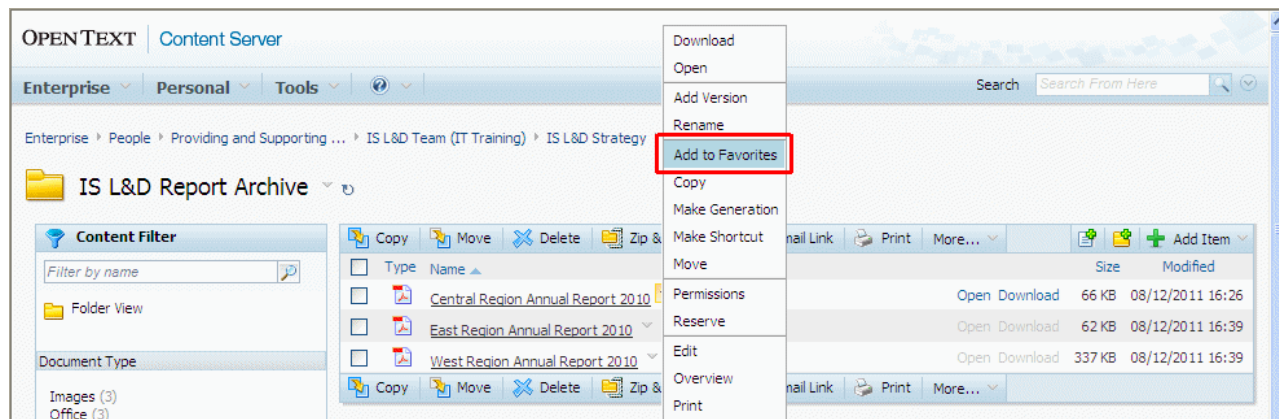 OPEN TEXT Content Server
Enterprise Personal Tools
Search Search From Here
Enterprise People Providing and Supporting ... IS L&D Team (IT Training) IS L&D Strategy
IS L&D Report Archive
Download
Open
Add Version
Rename
Add to Favorites
Copy
Make Generation
Make Shortcut
Move
Permissions
Reserve
Edit
Overview
Print
Content Filter
Filter by name
Folder View
Document Type
Images (3)
Office (3)
Copy Move Delete Zip & Link Print More... Add Item
Type Name Size Modified
Central Region Annual Report 2010 Open Download 66 KB 08/12/2011 16:26
East Region Annual Report 2010 Open Download 62 KB 08/12/2011 16:39
West Region Annual Report 2010 Open Download 337 KB 08/12/2011 16:39
Copy Move Delete Zip & Link Print More...